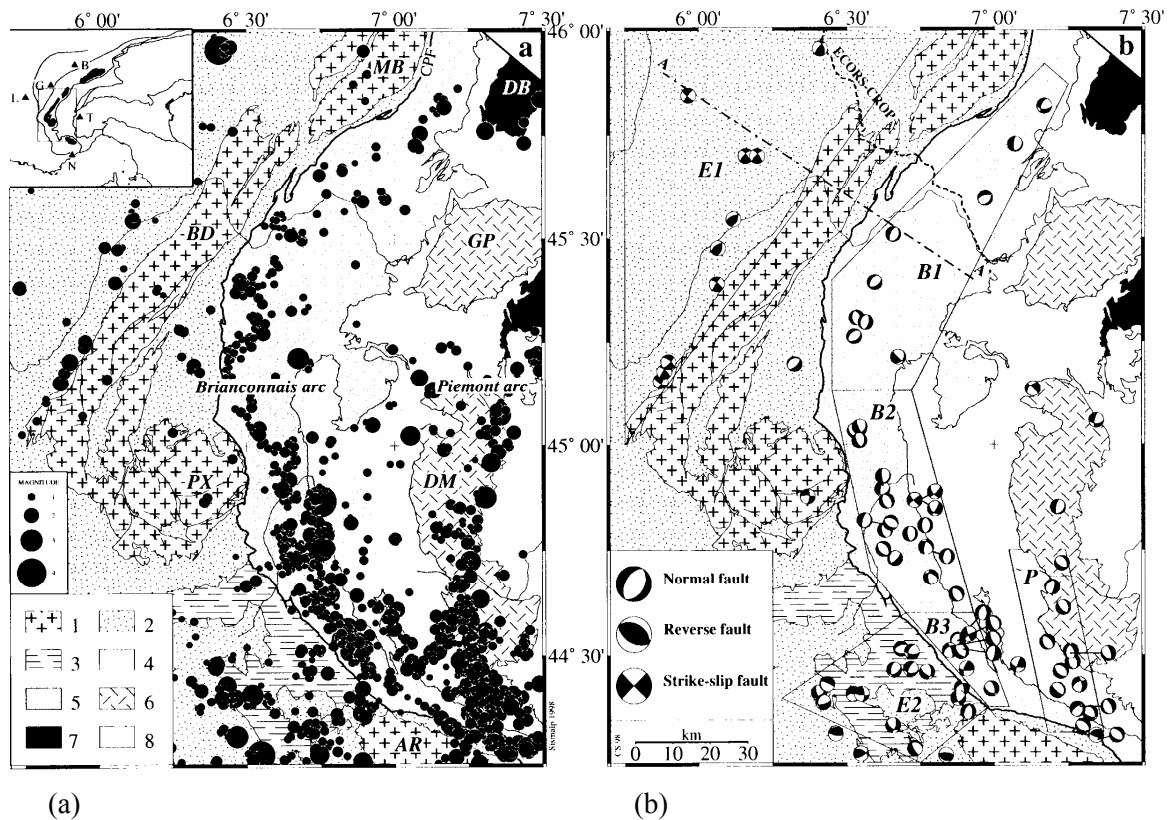 6° 00' 6° 30' 7° 00' 7° 30'
a
46° 00'
B
G
L
T
N
MB
CPF
DB
BD
GP
45° 30'
Brianconnais arc
Piemont arc
45° 00'
PX
DM
MAGNITUDE
1
2
3
4
44° 30'
AR
Sismalp 1998
1 2
3 4
5 6
7 8
(a)
6° 00' 6° 30' 7° 00' 7° 30'
b
A
ECORS-CROP
E1
B1
A'
B2
P
B3
E2
Normal fault
Reverse fault
Strike-slip fault
km
0 10 20 30
(b)